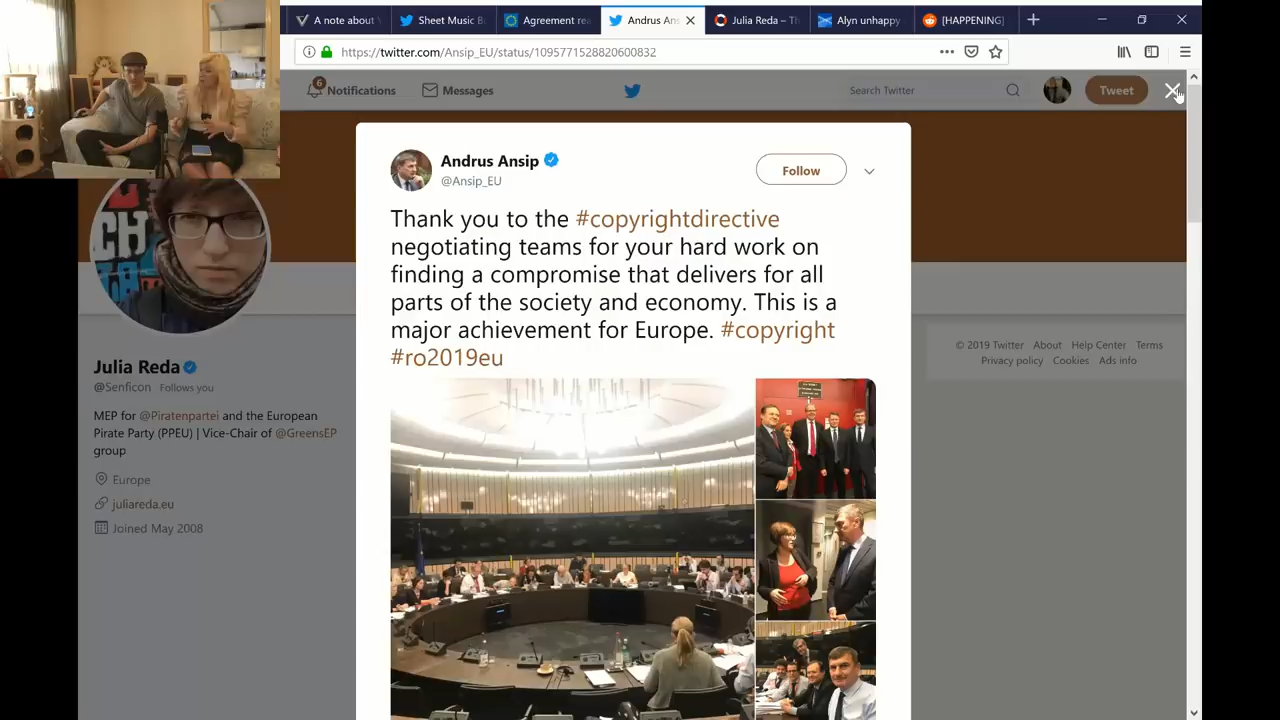 A note about
Sheet Music B
Agreement rea
Andrus Ans
Julia Reda – Th
Alyn unhappy
[HAPPENING]
https://twitter.com/Ansip_EU/status/1095771528820600832
6
Notifications
Messages
Search Twitter
Tweet
Andrus Ansip
@Ansip_EU
Follow
Thank you to the #copyrightdirective
negotiating teams for your hard work on
finding a compromise that delivers for all
parts of the society and economy. This is a
major achievement for Europe. #copyright
#ro2019eu
CH
Julia Reda
@Senficon Follows you
MEP for @Piratenpartei and the European
Pirate Party (PPEU) | Vice-Chair of @GreensEP
group
Europe
juliareda.eu
Joined May 2008
© 2019 Twitter About Help Center Terms
Privacy policy Cookies Ads info